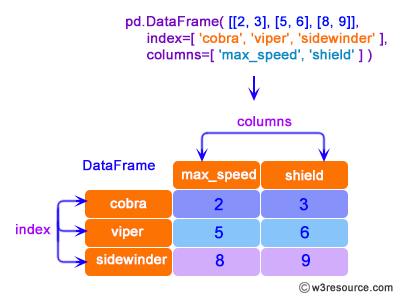 pd.DataFrame( [[2, 3], [5, 6], [8, 9]],
index=[ 'cobra', 'viper', 'sidewinder' ],
columns=[ 'max_speed', 'shield' ] )
columns
DataFrame
max_speed shield
cobra 2 3
index
viper 5 6
sidewinder 8 9
© w3resource.com